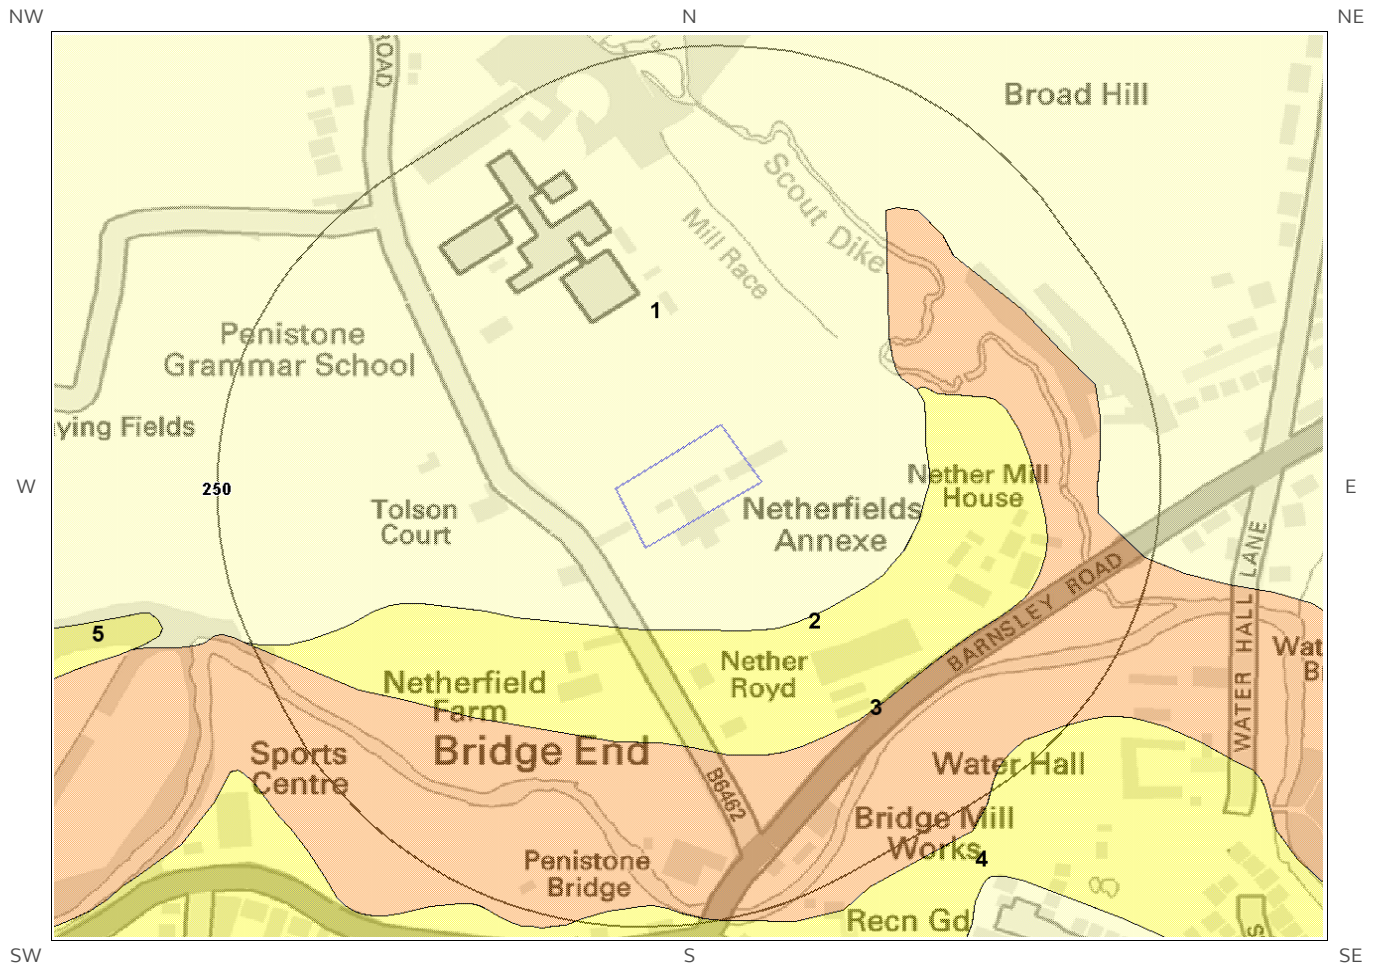 NW
N
NE
ROAD
Broad Hill
Scout Dike
Mill Race
1
Penistone
Grammar School
ying Fields
250
W
E
Nether Mill
House
Tolson
Court
Netherfields
Annexe
LANE
HALL
WATER
BARNSLEY ROAD
2
5
Nether
Royd
Wat
B
Netherfield
Farm
3
Bridge End
Sports
Centre
Water Hall
B6462
Bridge Mill
Works
4
Penistone
Bridge
Recn Gd
S
SW
S
SE